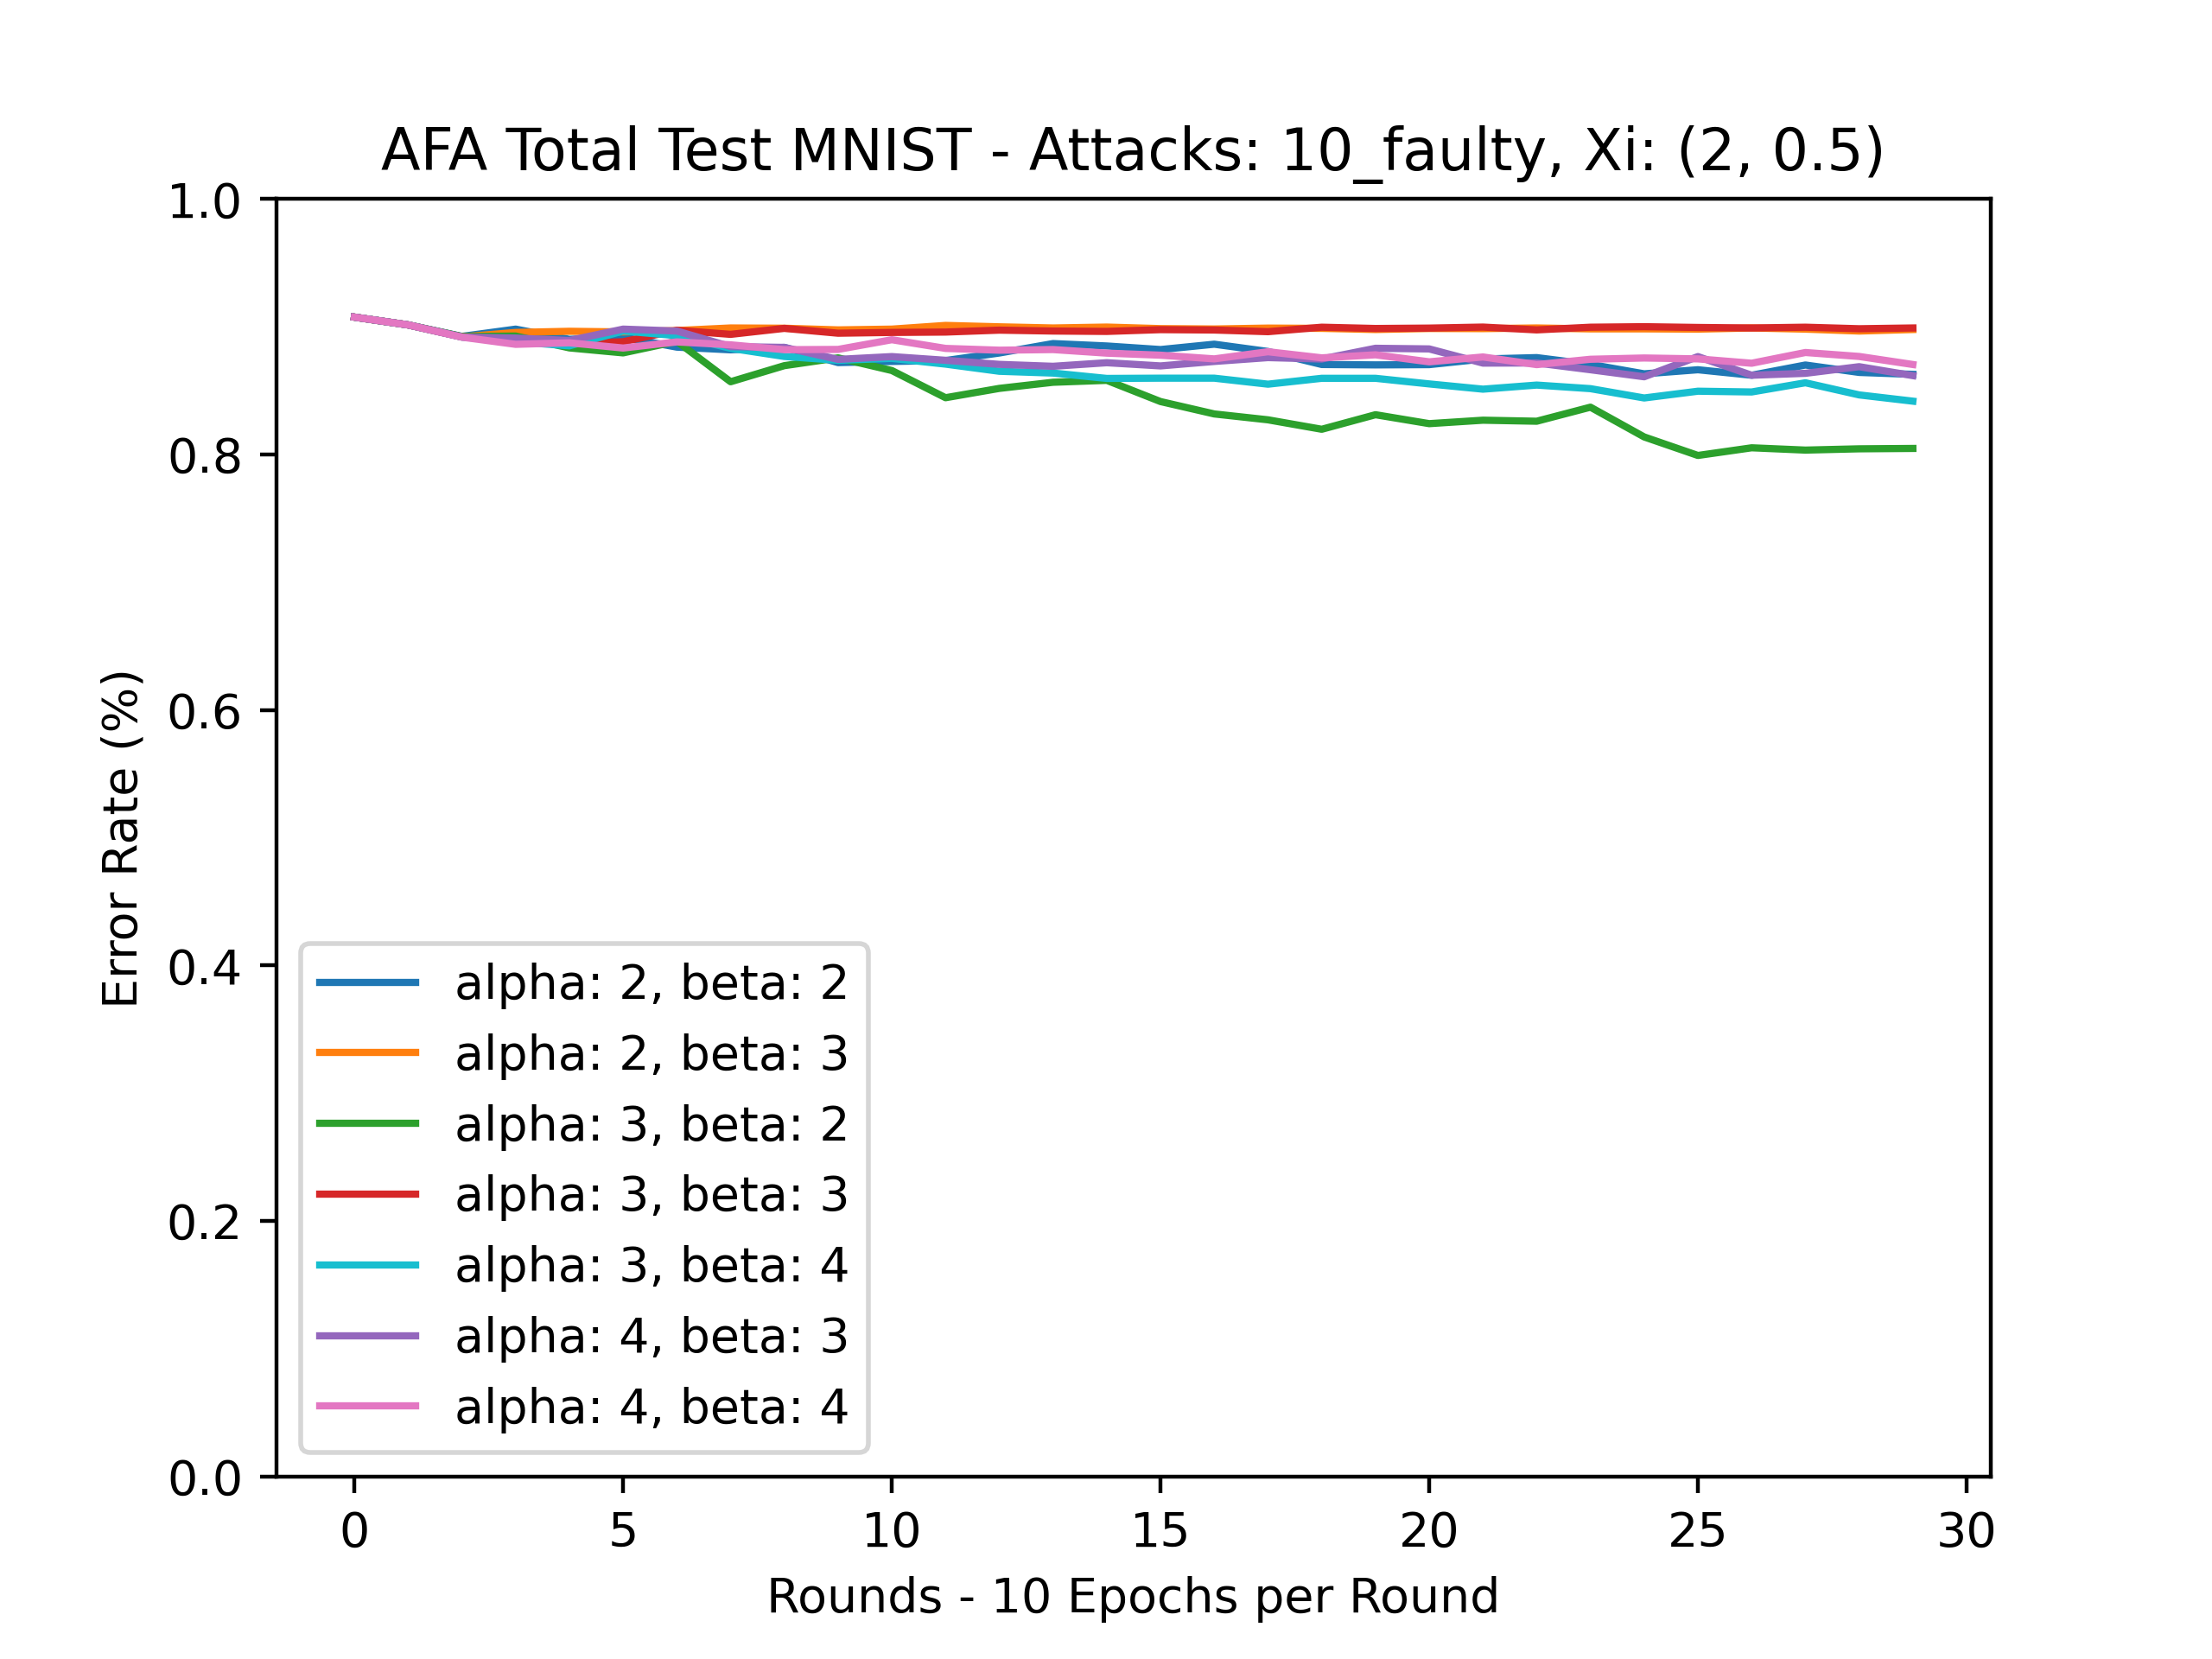 AFA Total Test MNIST - Attacks: 10_faulty, Xi: (2, 0.5)
1.0
0.8
0.6
0.4
0.2
0.0
Error Rate (%)
alpha: 2, beta: 2
alpha: 2, beta: 3
alpha: 3, beta: 2
alpha: 3, beta: 3
alpha: 3, beta: 4
alpha: 4, beta: 3
alpha: 4, beta: 4
0 5 10 15 20 25 30
Rounds - 10 Epochs per Round